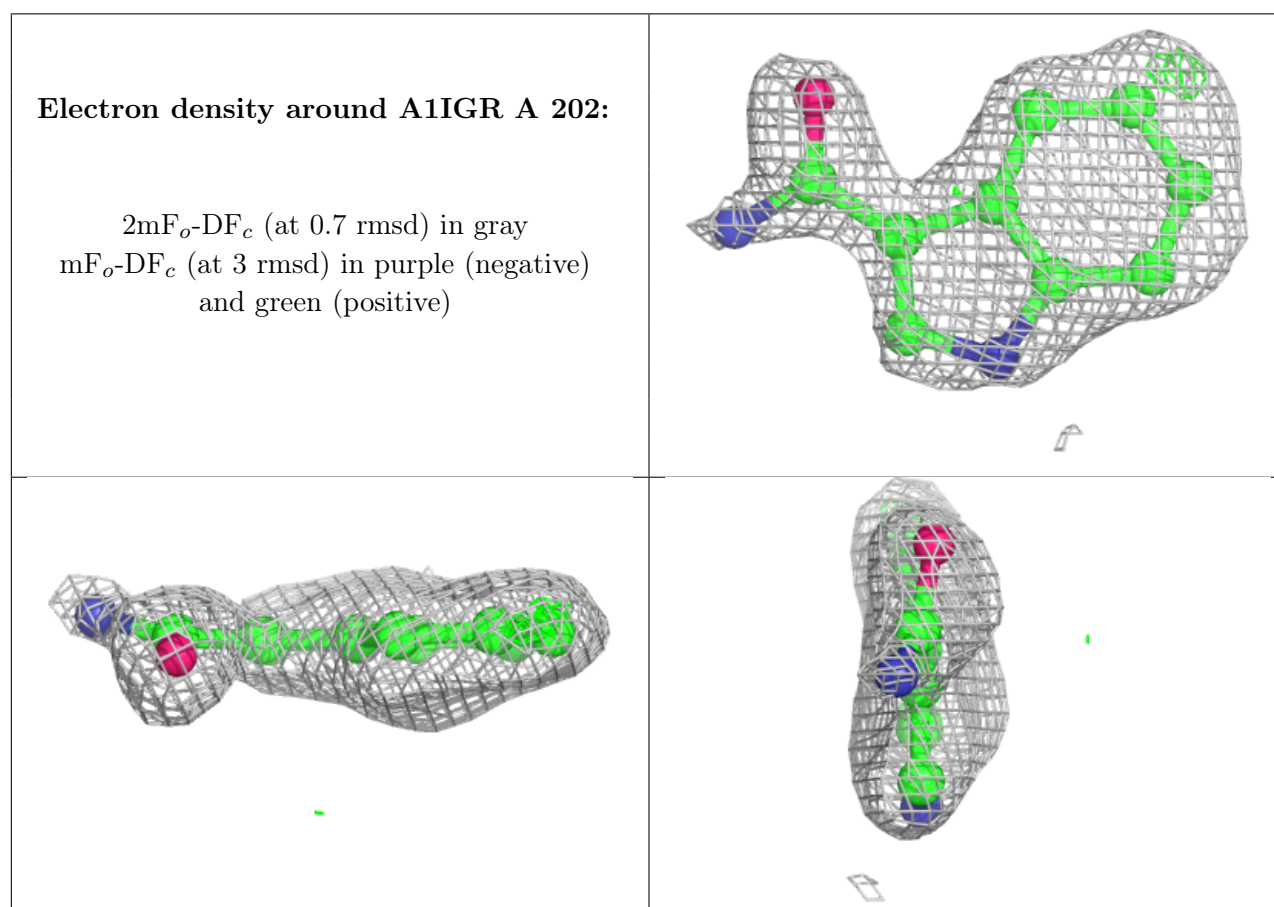 Electron density around A1IGR A 202:
2mFo-DFc (at 0.7 rmsd) in gray
mFo-DFc (at 3 rmsd) in purple (negative)
and green (positive)